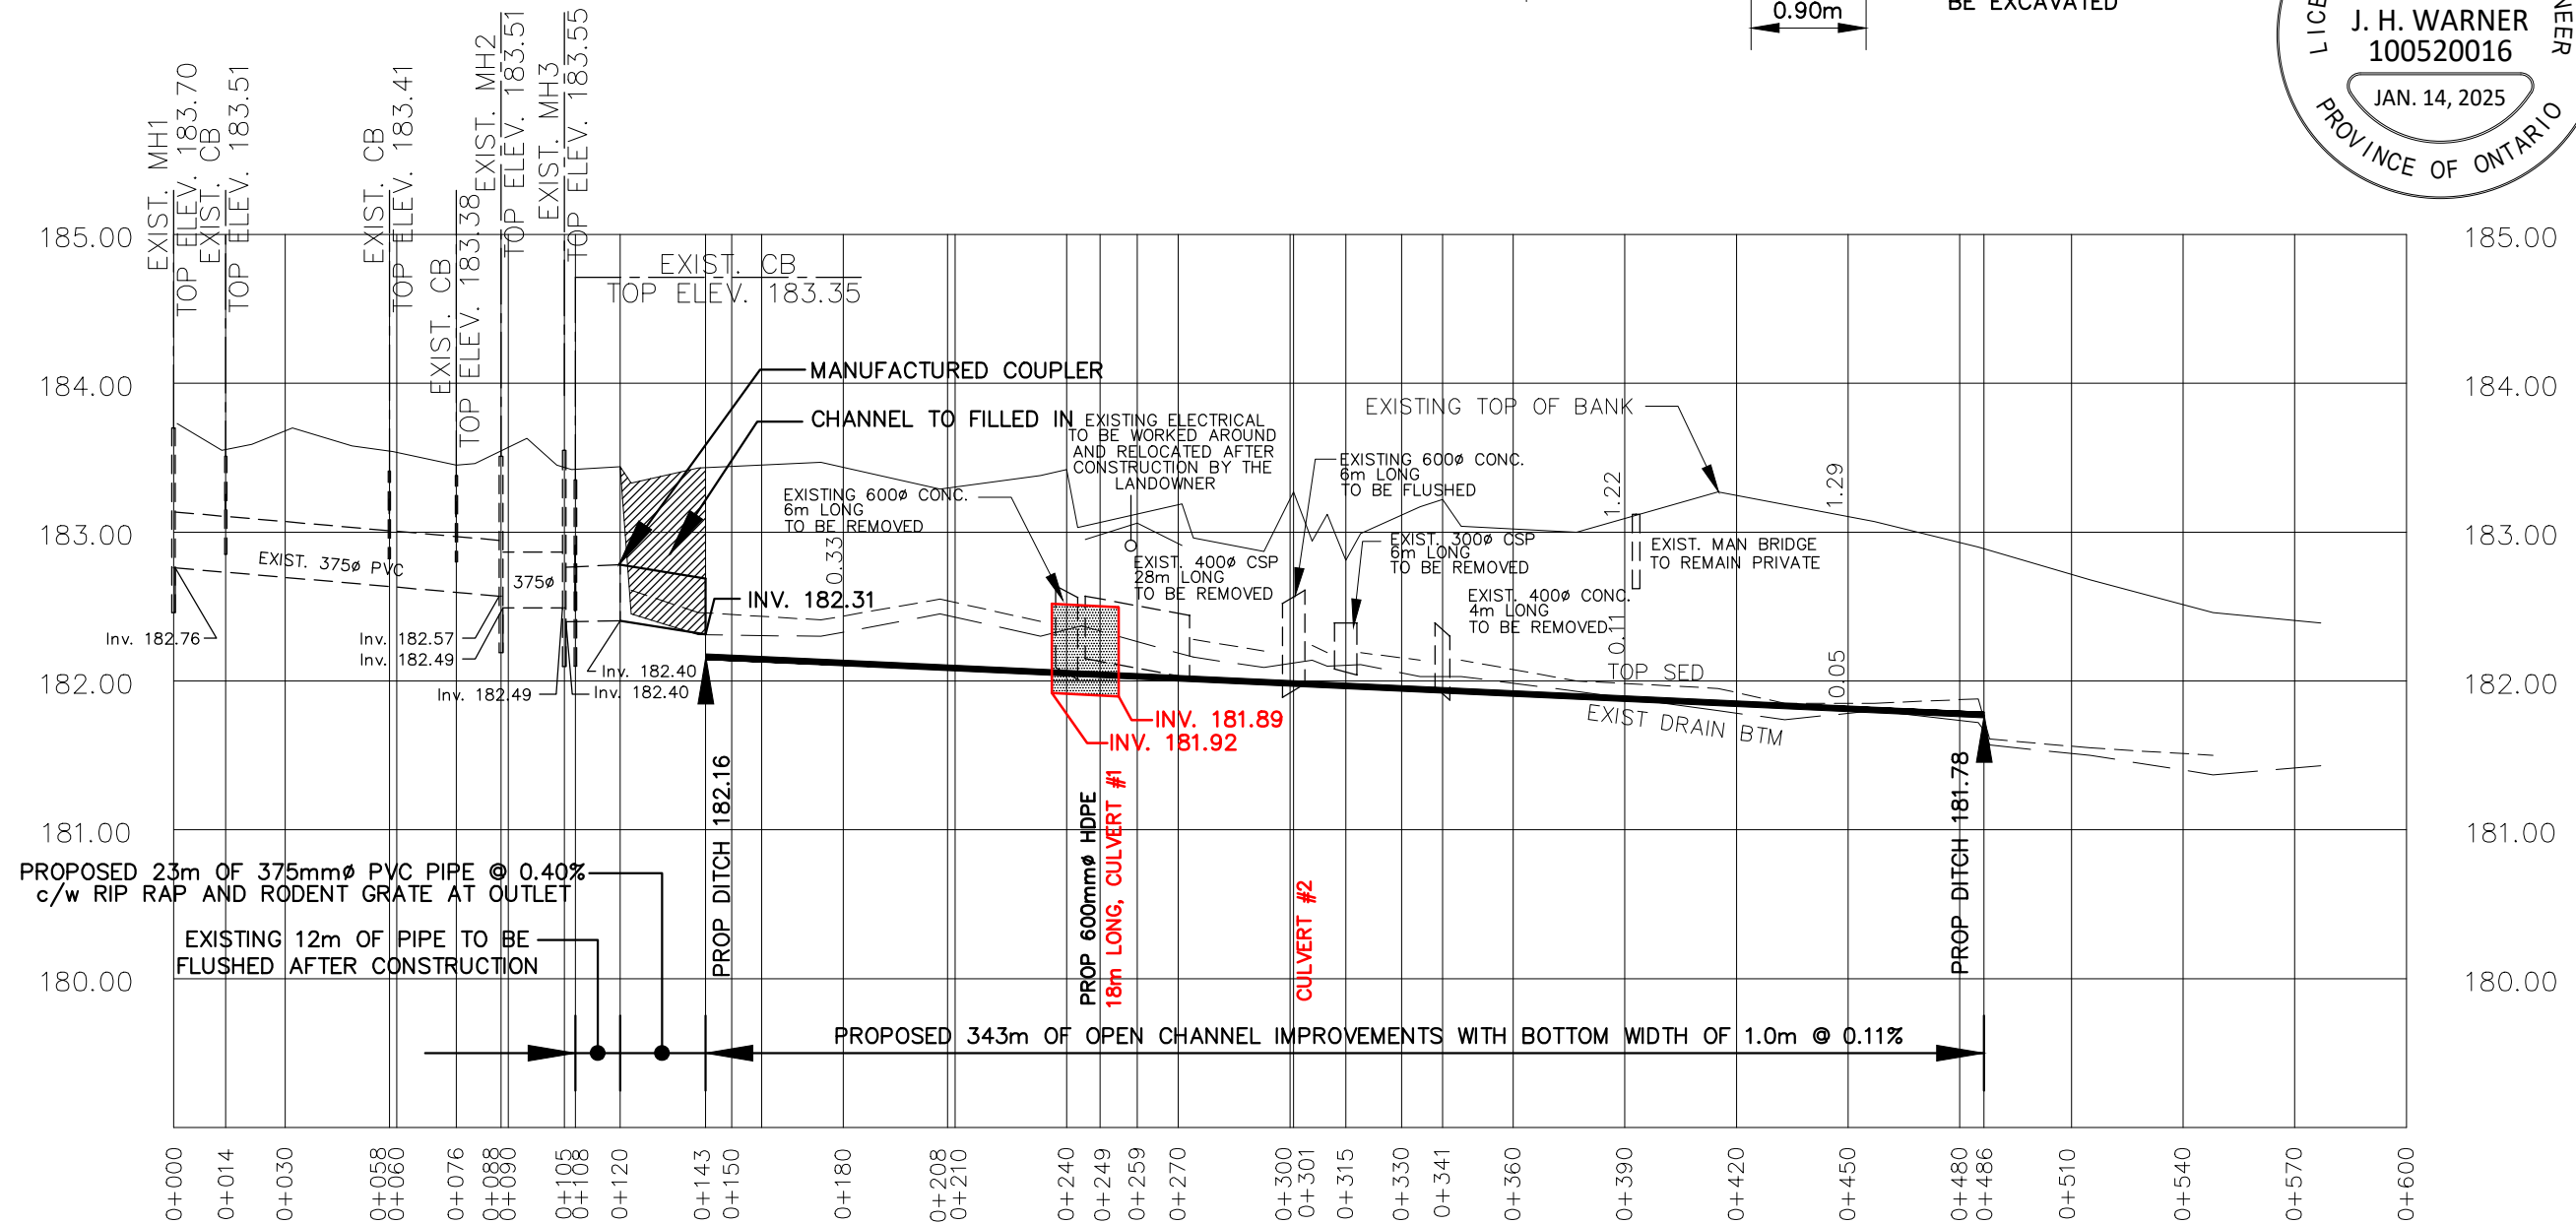 0.90m
BE EXCAVATED
J. H. WARNER
100520016
JAN. 14, 2025
PROVINCE OF ONTARIO
EXIST. MH1
TOP ELEV. 183.70
EXIST. CB
TOP ELEV. 183.51
EXIST. CB
TOP ELEV. 183.41
EXIST. CB
TOP ELEV. 183.38
EXIST. MH2
TOP ELEV. 183.51
EXIST. MH3
TOP ELEV. 183.55
EXIST. CB
TOP ELEV. 183.35
185.00
184.00
183.00
182.00
181.00
180.00
185.00
184.00
183.00
182.00
181.00
180.00
MANUFACTURED COUPLER
CHANNEL TO FILLED IN
EXISTING ELECTRICAL
TO BE WORKED AROUND
AND RELOCATED AFTER
CONSTRUCTION BY THE
LANDOWNER
EXISTING 600ø CONC.
6m LONG
TO BE REMOVED
0.33
EXIST. 400ø CSP
28m LONG
TO BE REMOVED
EXISTING 600ø CONC.
6m LONG
TO BE FLUSHED
EXIST. 300ø CSP
6m LONG
TO BE REMOVED
EXIST. 400ø CONC.
4m LONG
TO BE REMOVED
EXISTING TOP OF BANK
1.22
1.29
EXIST. MAN BRIDGE
TO REMAIN PRIVATE
0.11
0.05
TOP SED
EXIST DRAIN BTM
EXIST. 375ø PVC
375ø
Inv. 182.76
Inv. 182.57
Inv. 182.49
Inv. 182.49
Inv. 182.40
Inv. 182.40
INV. 182.31
INV. 181.89
INV. 181.92
PROP DITCH 182.16
PROP 600mmø HDPE
18m LONG, CULVERT #1
CULVERT #2
PROP DITCH 181.78
PROPOSED 23m OF 375mmø PVC PIPE @ 0.40%
c/w RIP RAP AND RODENT GRATE AT OUTLET
EXISTING 12m OF PIPE TO BE
FLUSHED AFTER CONSTRUCTION
PROPOSED 343m OF OPEN CHANNEL IMPROVEMENTS WITH BOTTOM WIDTH OF 1.0m @ 0.11%
0+000
0+014
0+030
0+058
0+060
0+076
0+088
0+090
0+105
0+108
0+120
0+143
0+150
0+180
0+208
0+210
0+240
0+249
0+259
0+270
0+300
0+301
0+315
0+330
0+341
0+360
0+390
0+420
0+450
0+480
0+486
0+510
0+540
0+570
0+600